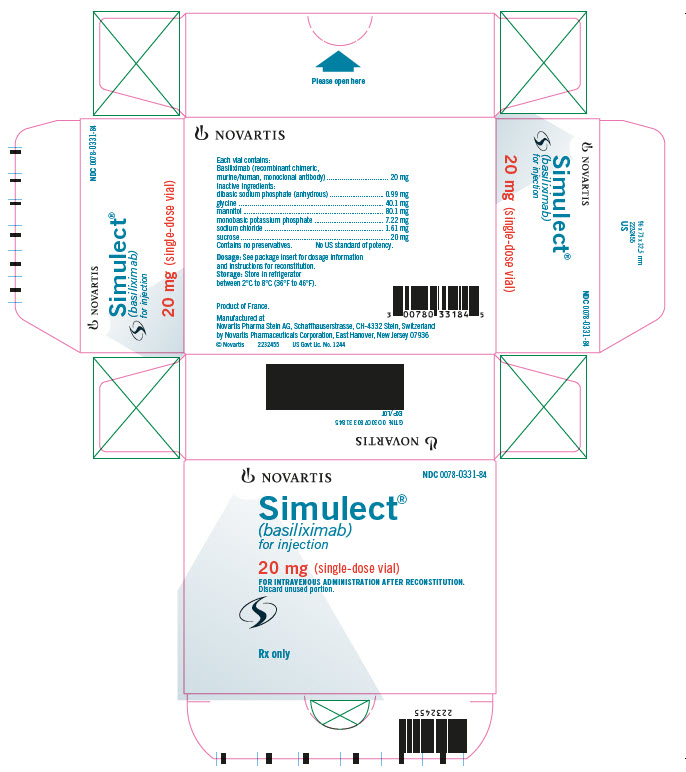 Please open here
NOVARTIS
Each vial contains:
Basiliximab (recombinant chimeric,
murine/human, monoclonal antibody) ..................... 20 mg
Inactive ingredients:
dibasic sodium phosphate (anhydrous) .................... 0.99 mg
glycine ..................... 40.1 mg
mannitol ..................... 80.1 mg
monobasic potassium phosphate ..................... 7.22 mg
sodium chloride ..................... 1.61 mg
sucrose ..................... 20 mg
Contains no preservatives. No US standard of potency.
Dosage: See package insert for dosage information
and instructions for reconstitution.
Storage: Store in refrigerator
between 2°C to 8°C (36°F to 46°F).
Product of France.
Manufactured at
Novartis Pharma Stein AG, Schaffhauserstrasse, CH-4332 Stein, Switzerland
by Novartis Pharmaceuticals Corporation, East Hanover, New Jersey 07936
© Novartis 2232455 US Govt Lic. No. 1244
3 00780 33184 5
NDC 0078-0331-84
NOVARTIS
Simulect®
(basiliximab)
for injection
20 mg (single-dose vial)
NOVARTIS
Simulect®
(basiliximab)
for injection
20 mg (single-dose vial)
NDC 0078-0331-84
2232455
US
EXP/LOT
NOVARTIS
NOVARTIS
NDC 0078-0331-84
Simulect®
(basiliximab)
for injection
20 mg (single-dose vial)
FOR INTRAVENOUS ADMINISTRATION AFTER RECONSTITUTION.
Discard unused portion.
Rx only
2232455